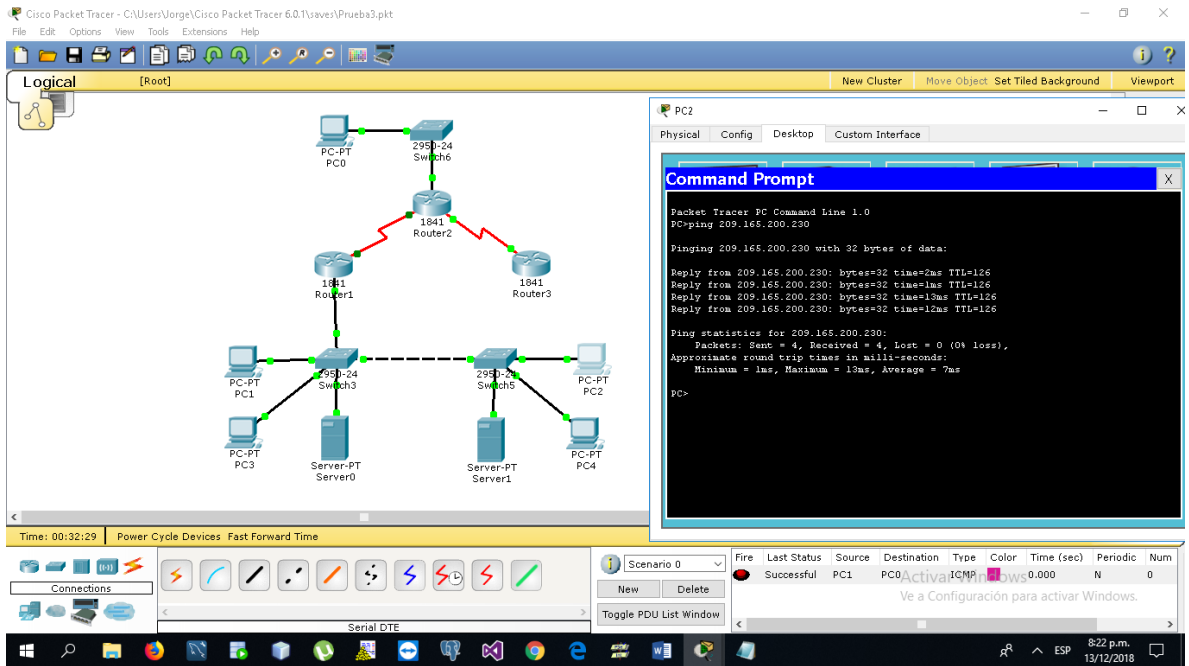 Cisco Packet Tracer - C:\Users\Jorge\Cisco Packet Tracer 6.0.1\saves\Prueba3.pkt
File Edit Options View Tools Extensions Help
Logical [Root] New Cluster Move Object Set Tiled Background Viewport
PC-PT
PC0
2950-24
Switch6
1841
Router2
1841
Router1
1841
Router3
PC-PT
PC1
2950-24
Switch3
2950-24
Switch5
PC-PT
PC2
PC-PT
PC3
Server-PT
Server0
Server-PT
Server1
PC-PT
PC4
PC2
Physical Config Desktop Custom Interface
Command Prompt X
Packet Tracer PC Command Line 1.0
PC>ping 209.165.200.230
Pinging 209.165.200.230 with 32 bytes of data:
Reply from 209.165.200.230: bytes=32 time=2ms TTL=126
Reply from 209.165.200.230: bytes=32 time=1ms TTL=126
Reply from 209.165.200.230: bytes=32 time=13ms TTL=126
Reply from 209.165.200.230: bytes=32 time=12ms TTL=126
Ping statistics for 209.165.200.230:
Packets: Sent = 4, Received = 4, Lost = 0 (0% loss),
Approximate round trip times in milli-seconds:
Minimum = 1ms, Maximum = 13ms, Average = 7ms
PC>
Time: 00:32:29 Power Cycle Devices Fast Forward Time
Connections
Serial DTE
Scenario 0
New Delete
Toggle PDU List Window
Fire Last Status Source Destination Type Color Time (sec) Periodic Num
Successful PC1 PC0 ICMP 0.000 N 0
Activar Windows
Ve a Configuración para activar Windows.
ESP
8:22 p.m.
13/12/2018